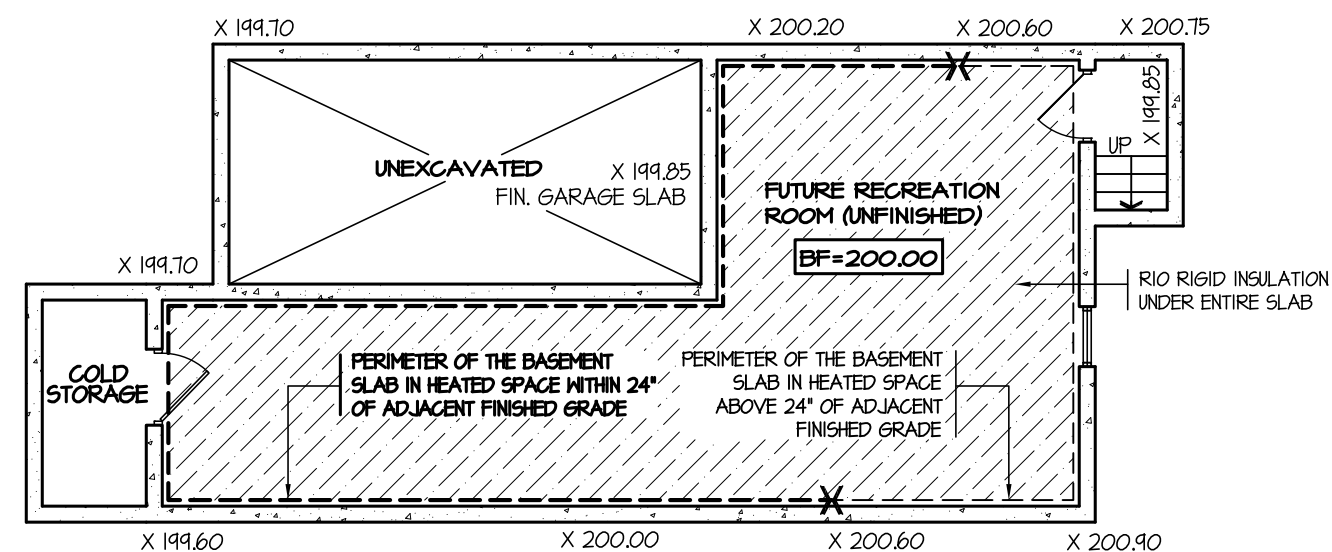 X 199.70
X 200.20
X 200.60
X 200.75
X 199.85
UP
UNEXCAVATED
X 199.85
FIN. GARAGE SLAB
FUTURE RECREATION
ROOM (UNFINISHED)
BF=200.00
X 199.70
R10 RIGID INSULATION
UNDER ENTIRE SLAB
COLD
STORAGE
PERIMETER OF THE BASEMENT
SLAB IN HEATED SPACE WITHIN 24"
OF ADJACENT FINISHED GRADE
PERIMETER OF THE BASEMENT
SLAB IN HEATED SPACE
ABOVE 24" OF ADJACENT
FINISHED GRADE
X 199.60
X 200.00
X 200.60
X 200.90